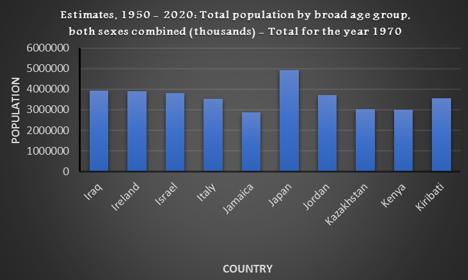 Estimates, 1950 – 2020: Total population by broad age group,
both sexes combined (thousands) – Total for the year 1970
POPULATION
6000000
5000000
4000000
3000000
2000000
1000000
0
Iraq
Ireland
Israel
Italy
Jamaica
Japan
Jordan
Kazakhstan
Kenya
Kiribati
COUNTRY